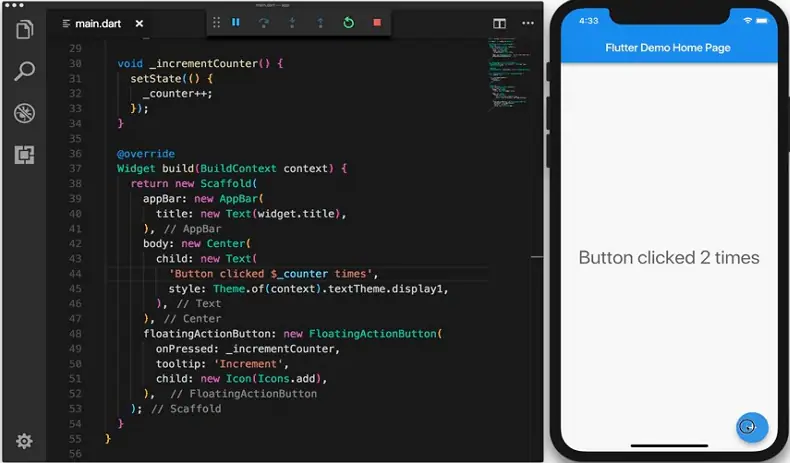 main.dart — app
main.dart
29
30 void _incrementCounter() {
31 setState(() {
32 _counter++;
33 });
34 }
35
36 @override
37 Widget build(BuildContext context) {
38 return new Scaffold(
39 appBar: new AppBar(
40 title: new Text(widget.title),
41 ), // AppBar
42 body: new Center(
43 child: new Text(
44 'Button clicked $_counter times',
45 style: Theme.of(context).textTheme.display1,
46 ), // Text
47 ), // Center
48 floatingActionButton: new FloatingActionButton(
49 onPressed: _incrementCounter,
50 tooltip: 'Increment',
51 child: new Icon(Icons.add),
52 ), // FloatingActionButton
53 ); // Scaffold
54 }
55 }
56
4:33
Flutter Demo Home Page
Button clicked 2 times